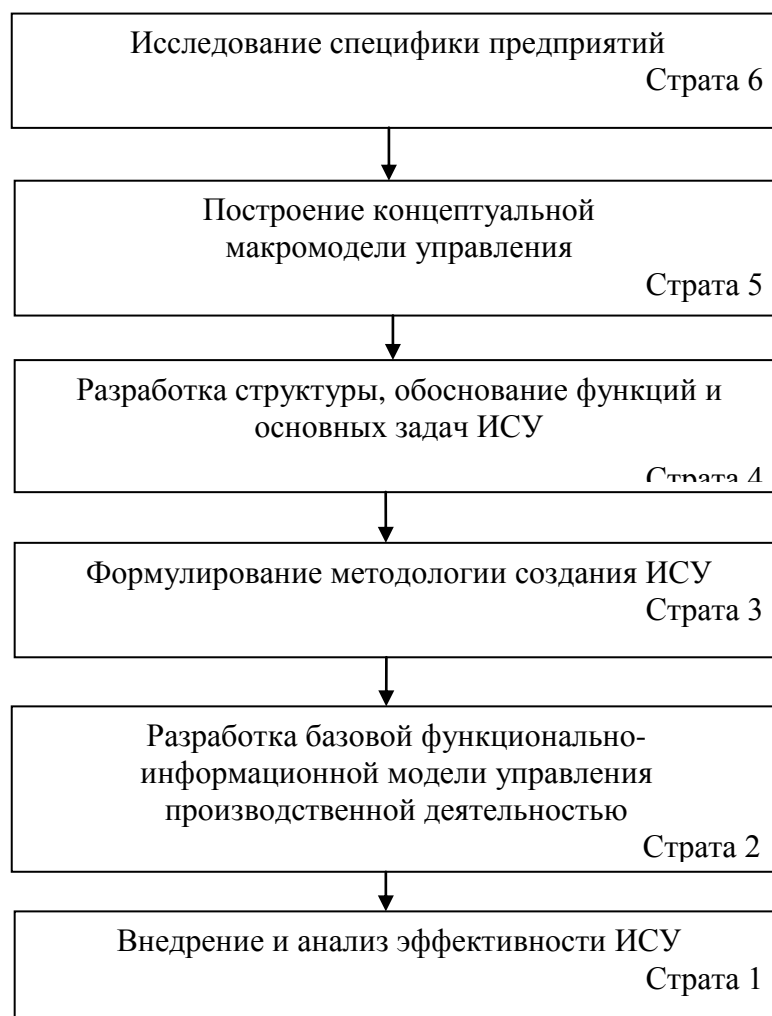 Исследование специфики предприятий
Страта 6
Построение концептуальной
макромодели управления
Страта 5
Разработка структуры, обоснование функций и
основных задач ИСУ
Страта 4
Формулирование методологии создания ИСУ
Страта 3
Разработка базовой функционально-
информационной модели управления
производственной деятельностью
Страта 2
Внедрение и анализ эффективности ИСУ
Страта 1